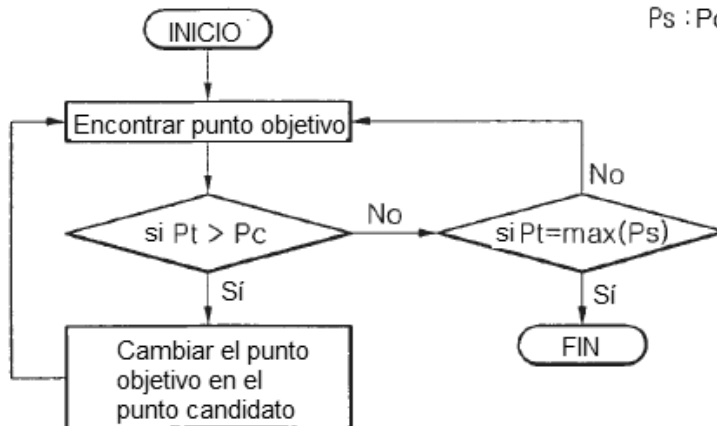 Ps :
INICIO
Encontrar punto objetivo
No
si Pt > Pc
No
si Pt=max(Ps)
Sí
Sí
Cambiar el punto
objetivo en el
punto candidato
FIN